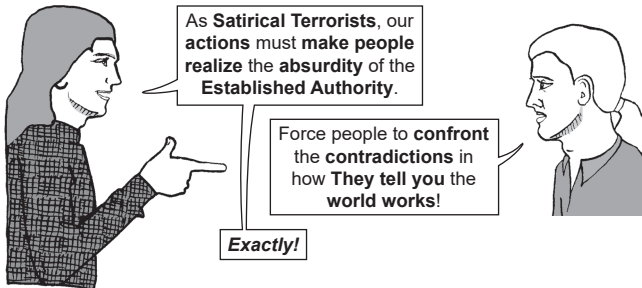 As Satirical Terrorists, our
actions must make people
realize the absurdity of the
Established Authority.
Force people to confront
the contradictions in
how They tell you the
world works!
Exactly!